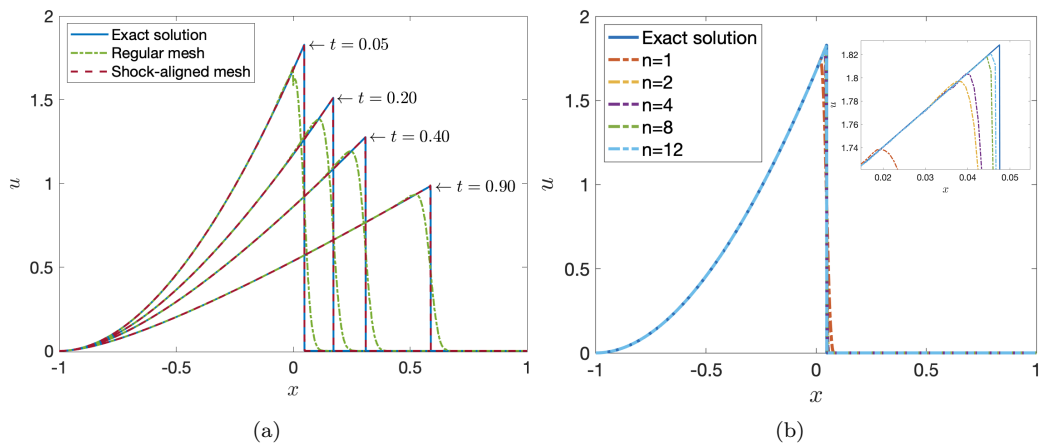 2
1.5
1
0.5
0
u
-1
-0.5
0
0.5
1
x
Exact solution
Regular mesh
Shock-aligned mesh
← t = 0.05
← t = 0.20
← t = 0.40
← t = 0.90
(a)
2
1.5
1
0.5
0
u
-1
-0.5
0
0.5
1
x
Exact solution
n=1
n=2
n=4
n=8
n=12
1.82
1.8
1.78
1.76
1.74
u
0.02
0.03
0.04
0.05
x
(b)